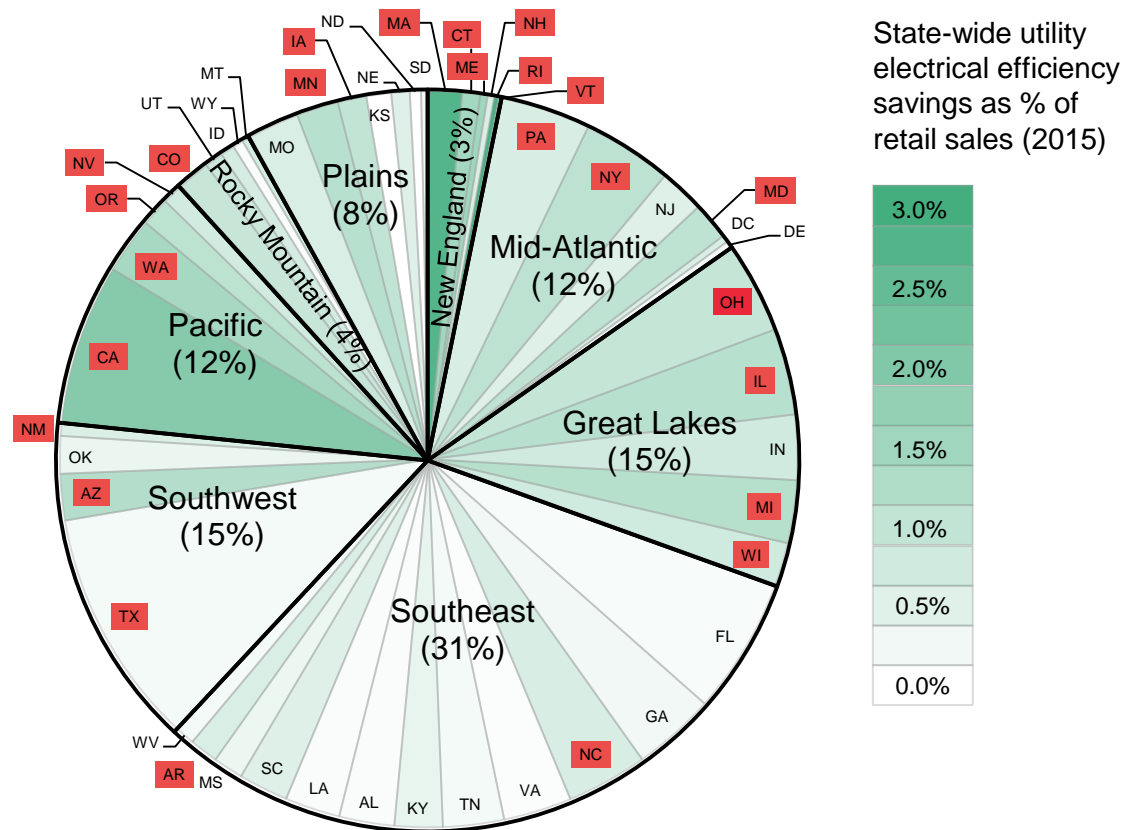 ND
MA
NH
IA
CT
SD
MT
MN
NE
ME
RI
UT
WY
KS
VT
ID
MO
PA
NV
CO
Plains
(8%)
New England (3%)
NY
OR
Rocky Mountain (4%)
NJ
MD
DC
DE
WA
Mid-Atlantic
(12%)
OH
Pacific
(12%)
CA
IL
NM
Great Lakes
(15%)
OK
IN
AZ
Southwest
(15%)
MI
WI
TX
Southeast
(31%)
FL
GA
WV
AR
MS
SC
NC
LA
AL
KY
TN
VA
State-wide utility
electrical efficiency
savings as % of
retail sales (2015)
3.0%
2.5%
2.0%
1.5%
1.0%
0.5%
0.0%